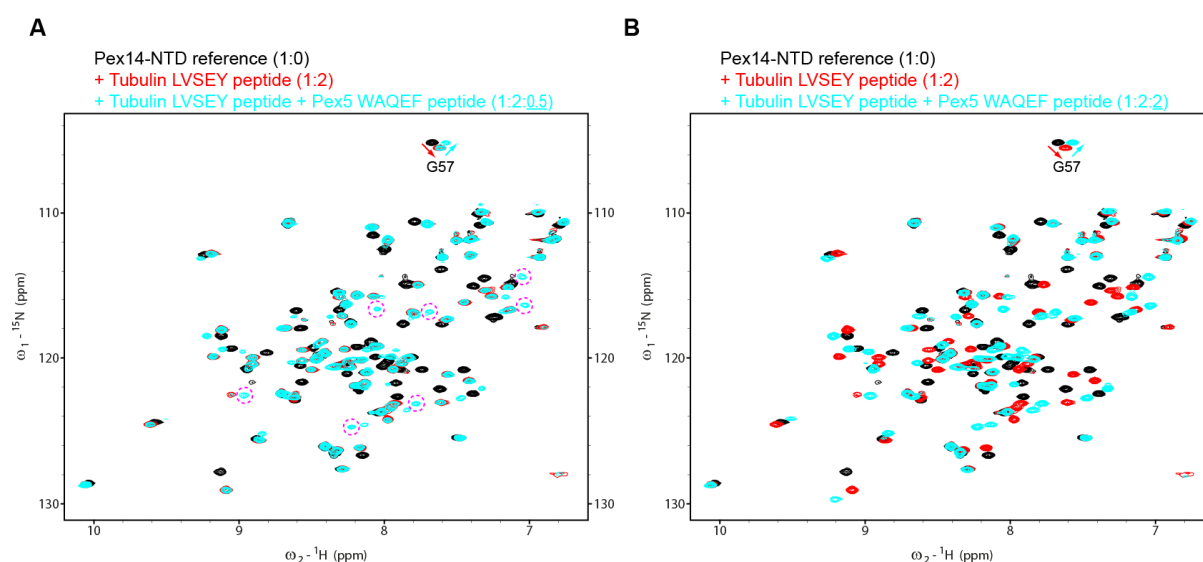 A
Pex14-NTD reference (1:0)
+ Tubulin LVSEY peptide (1:2)
+ Tubulin LVSEY peptide + Pex5 WAQEF peptide (1:2:0.5)
G57
110
120
130
ω1 - 15N (ppm)
110
120
130
10
9
8
7
ω2 - 1H (ppm)
B
Pex14-NTD reference (1:0)
+ Tubulin LVSEY peptide (1:2)
+ Tubulin LVSEY peptide + Pex5 WAQEF peptide (1:2:2)
G57
ω1 - 15N (ppm)
110
120
130
10
9
8
7
ω2 - 1H (ppm)